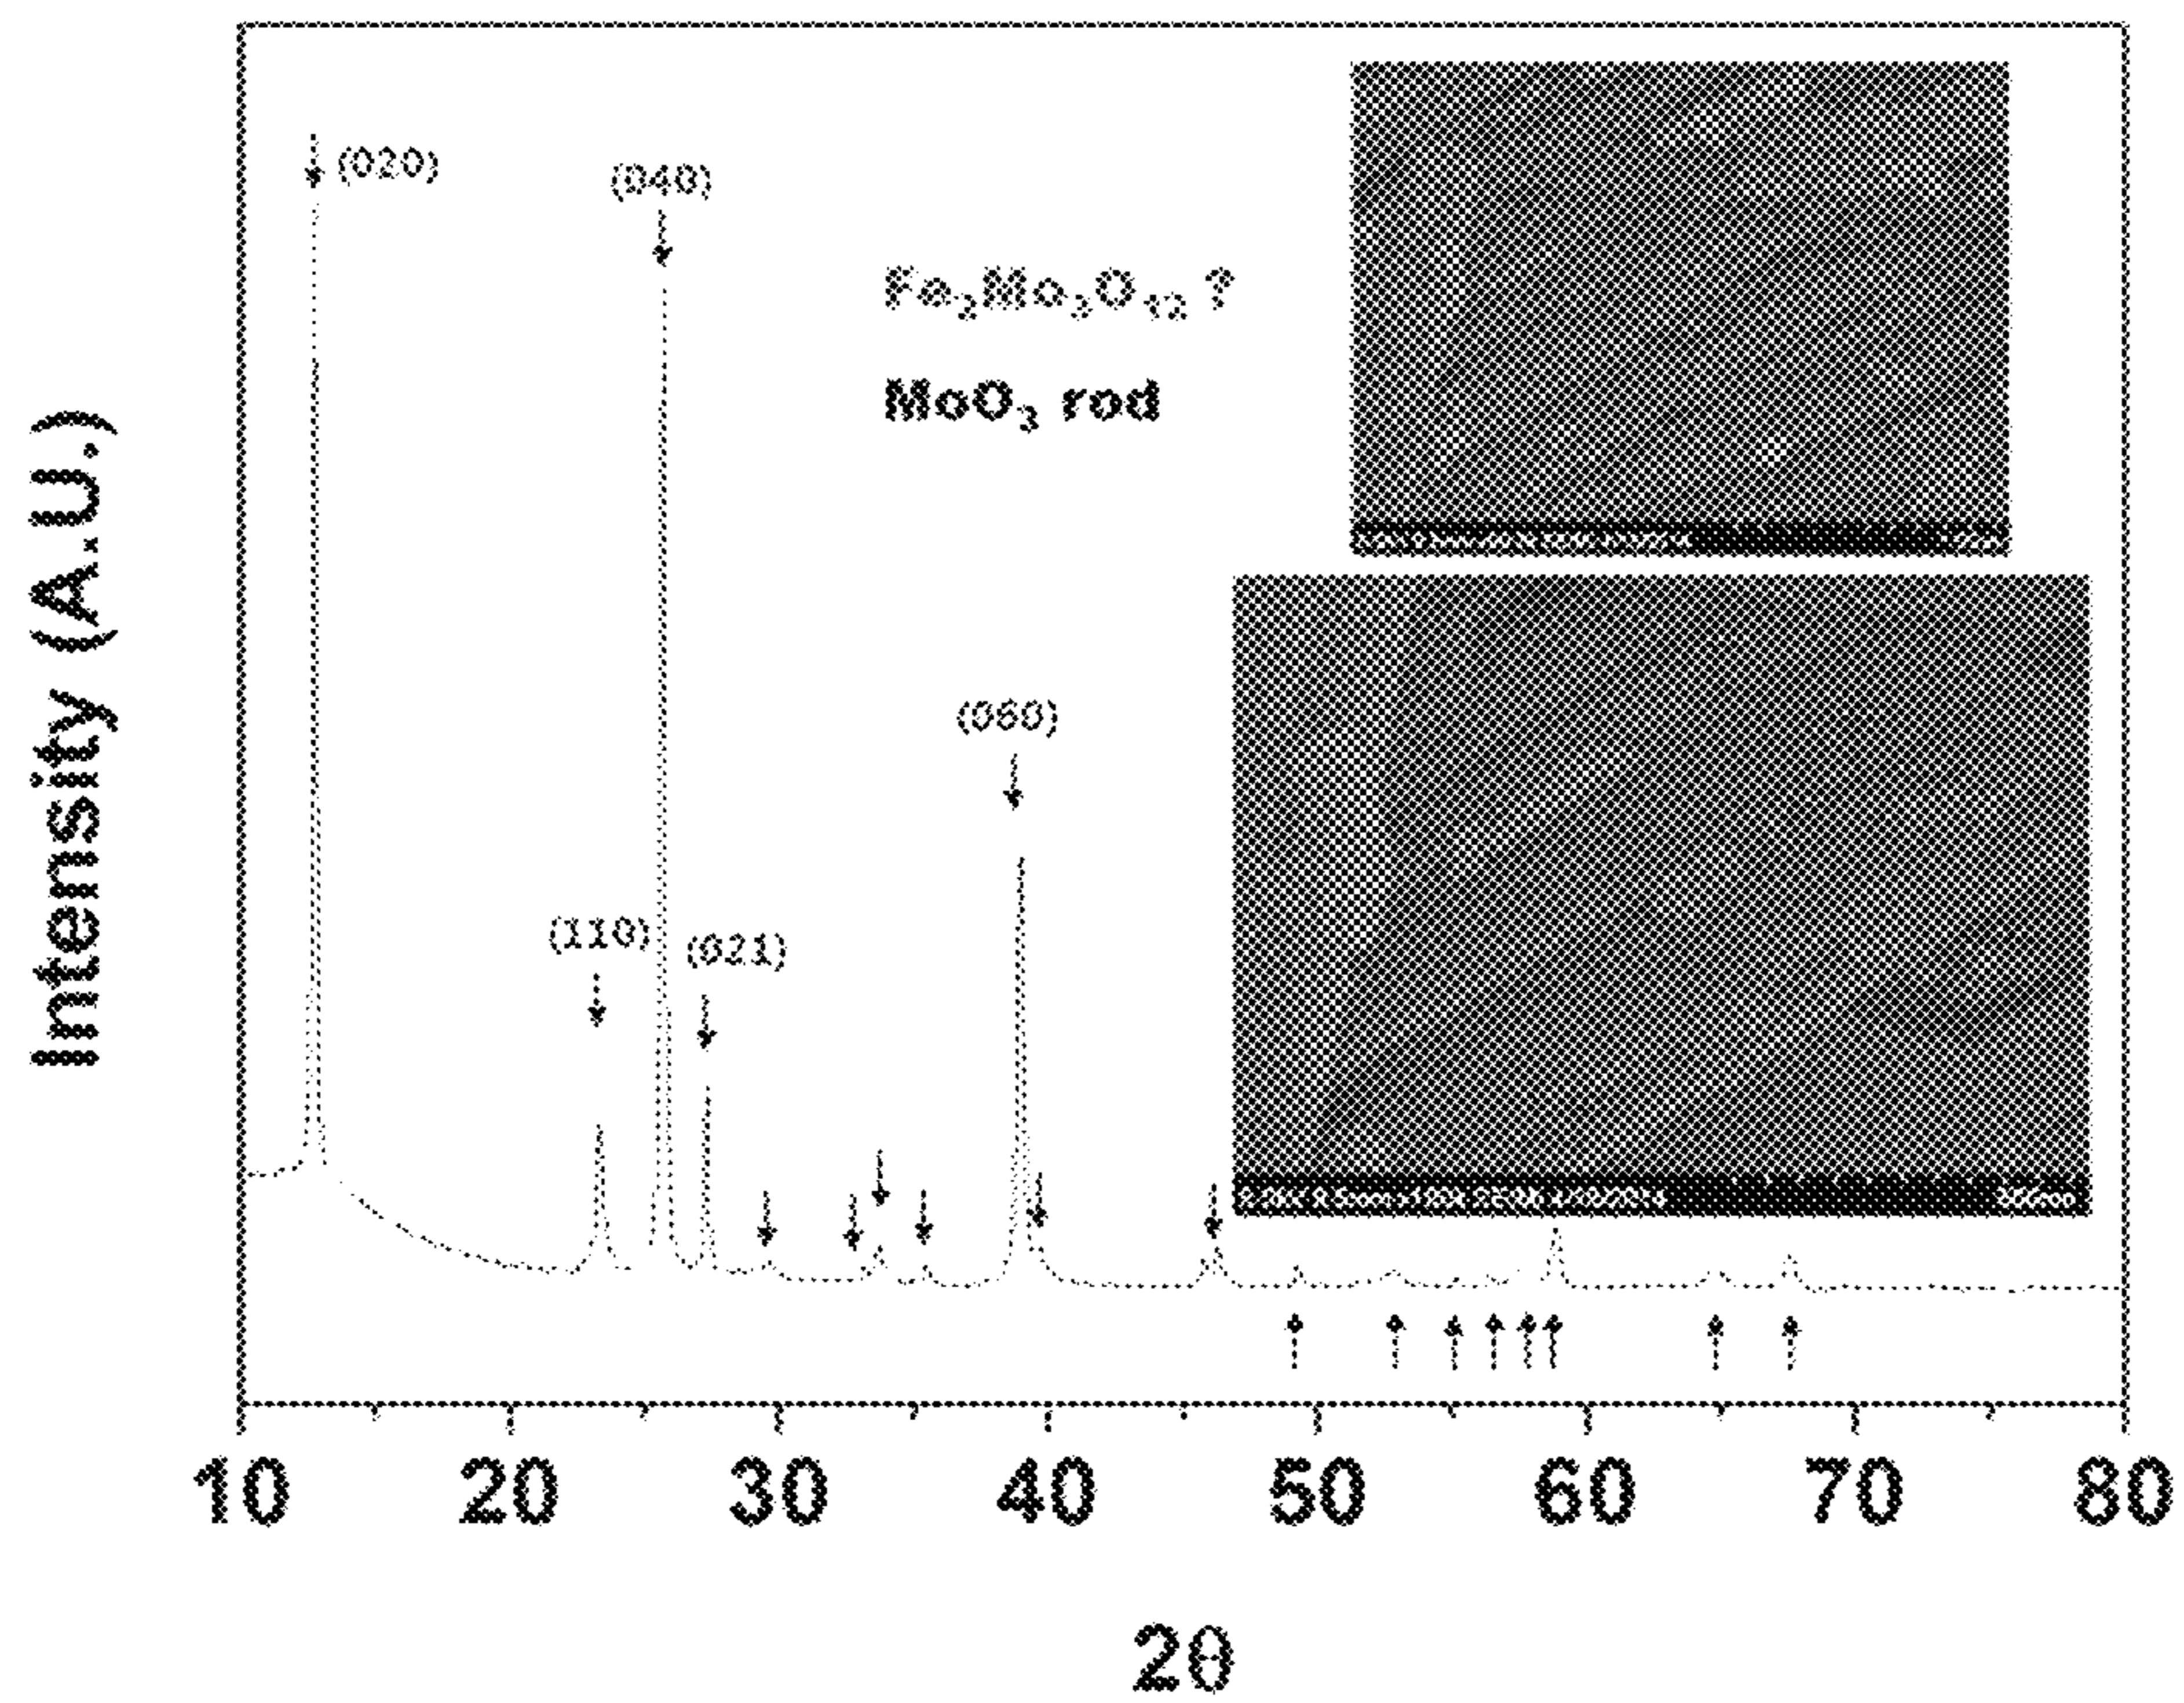 Intensity (A.U.)
(020)
(040)
Fe₂Mo₃O₁₂ ?
MoO₃ rod
(060)
(110)
(021)
10 20 30 40 50 60 70 80
2θ